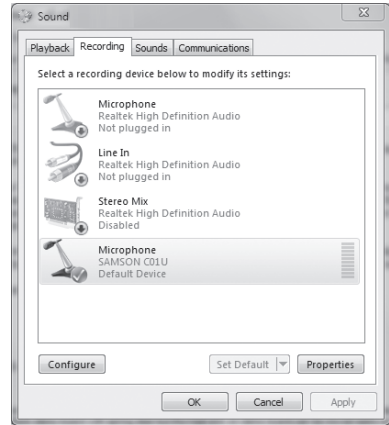 Sound
Playback Recording Sounds Communications
Select a recording device below to modify its settings:
Microphone
Realtek High Definition Audio
Not plugged in
Line In
Realtek High Definition Audio
Not plugged in
Stereo Mix
Realtek High Definition Audio
Disabled
Microphone
SAMSON C01U
Default Device
Configure Set Default Properties
OK Cancel Apply